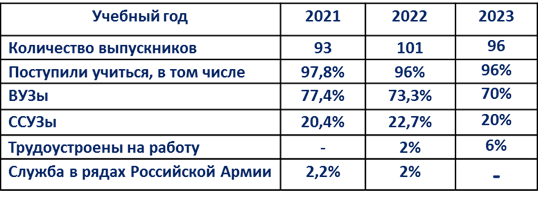 Учебный год 2021 2022 2023
Количество выпускников 93 101 96
Поступили учиться, в том числе 97,8% 96% 96%
ВУЗы 77,4% 73,3% 70%
ССУЗы 20,4% 22,7% 20%
Трудоустроены на работу - 2% 6%
Служба в рядах Российской Армии 2,2% 2% -